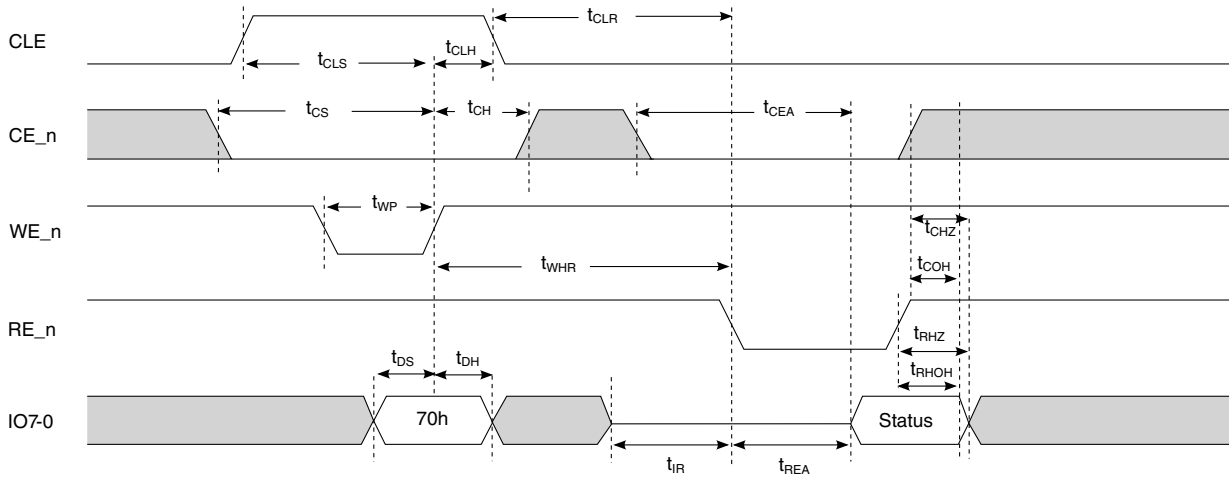 CLE
tCLR
tCLS
tCLH
CE_n
tCS
tCH
tCEA
WE_n
tWP
tCHZ
tWHR
tCOH
RE_n
tRHZ
tDS
tDH
tRHOH
IO7-0
70h
Status
tIR
tREA